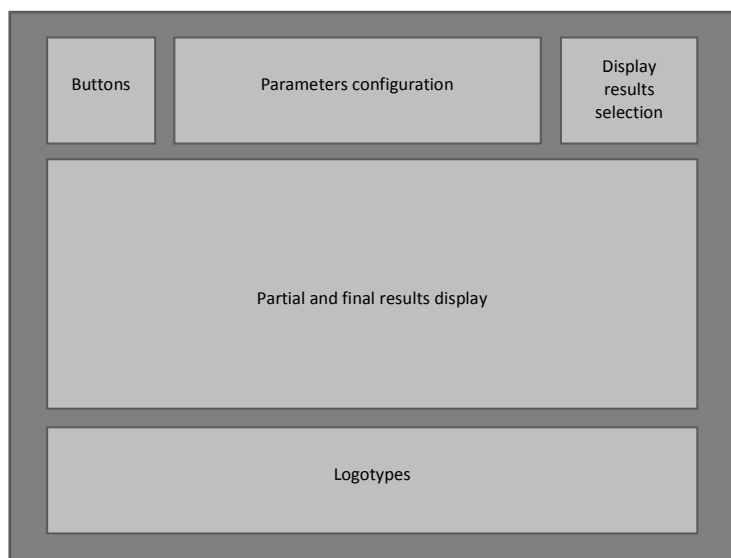 Buttons
Parameters configuration
Display
results
selection
Partial and final results display
Logotypes